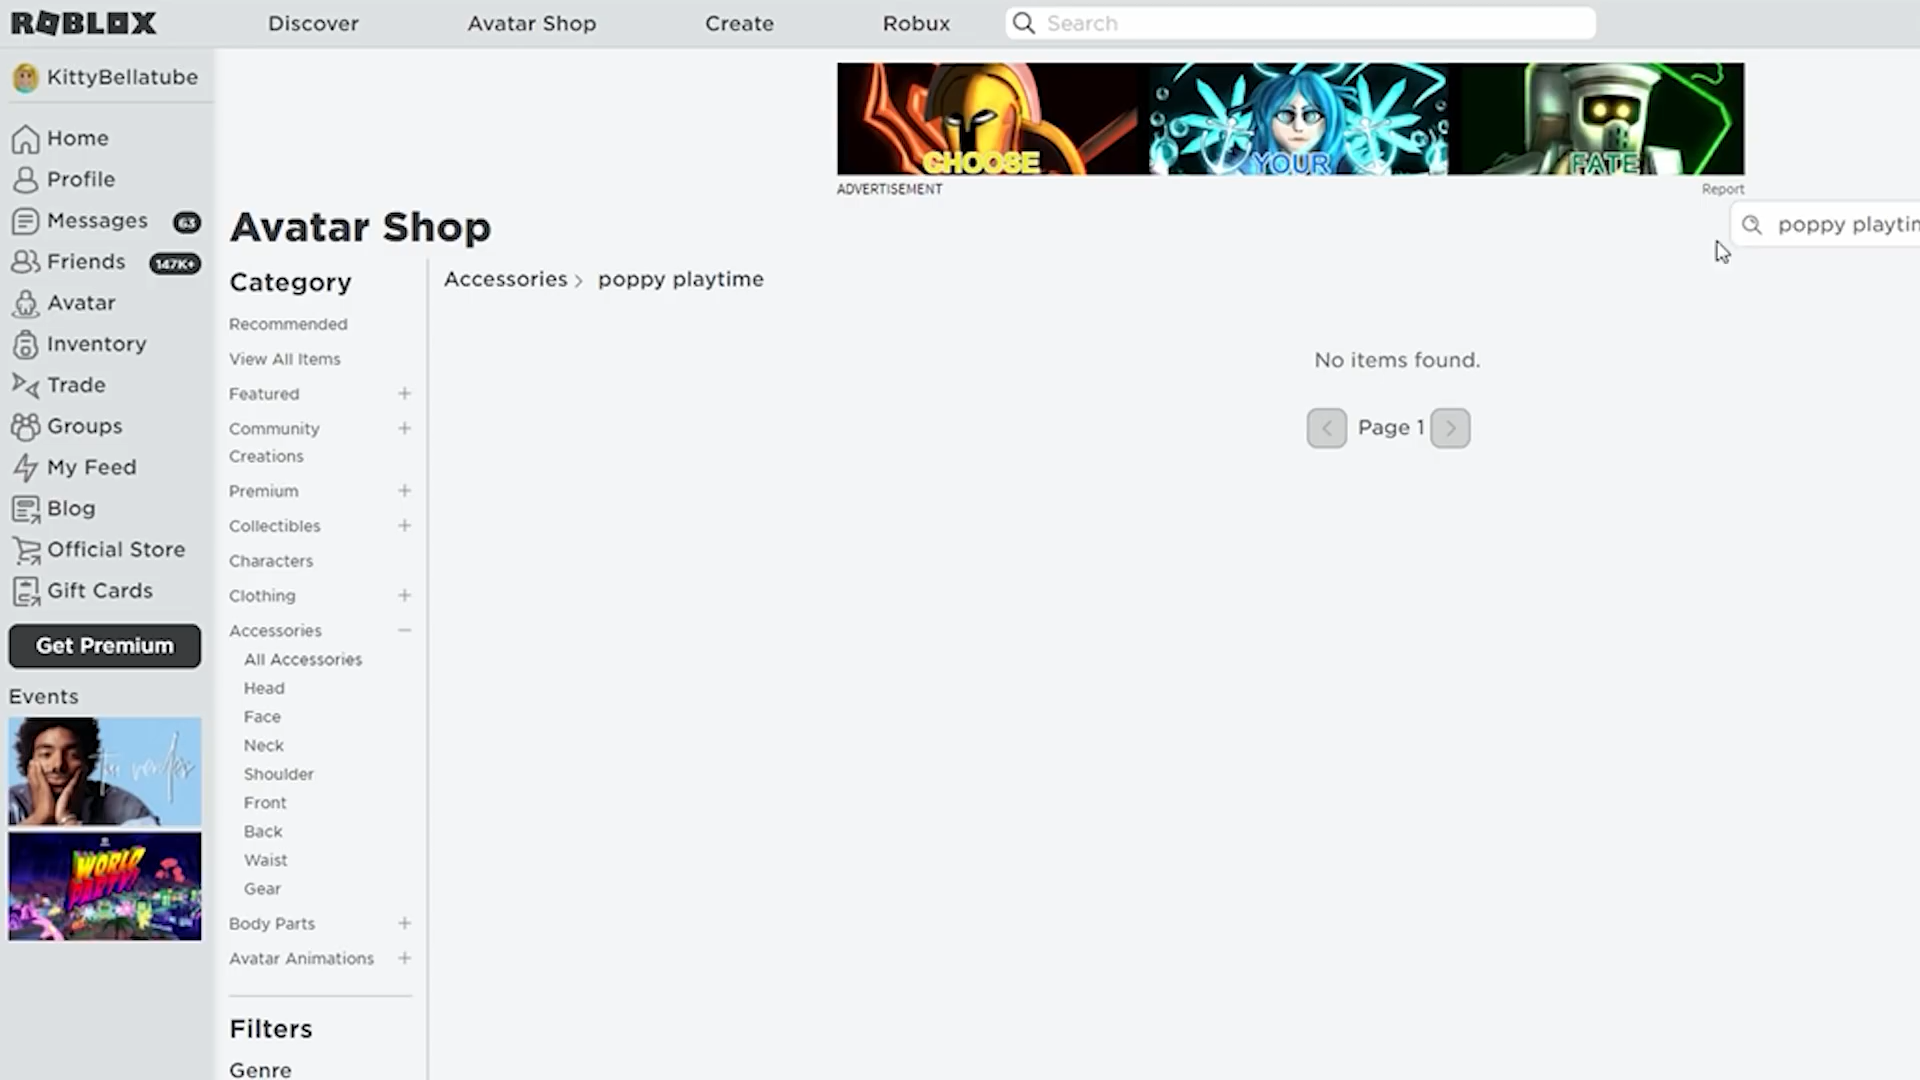 ROBLOX
Discover
Avatar Shop
Create
Robux
Search
KittyBellatube
Home
Profile
Messages 63
Friends 147K+
Avatar
Inventory
Trade
Groups
My Feed
Blog
Official Store
Gift Cards
Get Premium
Events
WORLD
PARTY
CHOOSE
YOUR
FATE
ADVERTISEMENT
Report
Avatar Shop
poppy playtim
Category
Recommended
View All Items
Featured +
Community +
Creations
Premium +
Collectibles +
Characters
Clothing +
Accessories –
All Accessories
Head
Face
Neck
Shoulder
Front
Back
Waist
Gear
Body Parts +
Avatar Animations +
Filters
Genre
Accessories > poppy playtime
No items found.
< Page 1 >